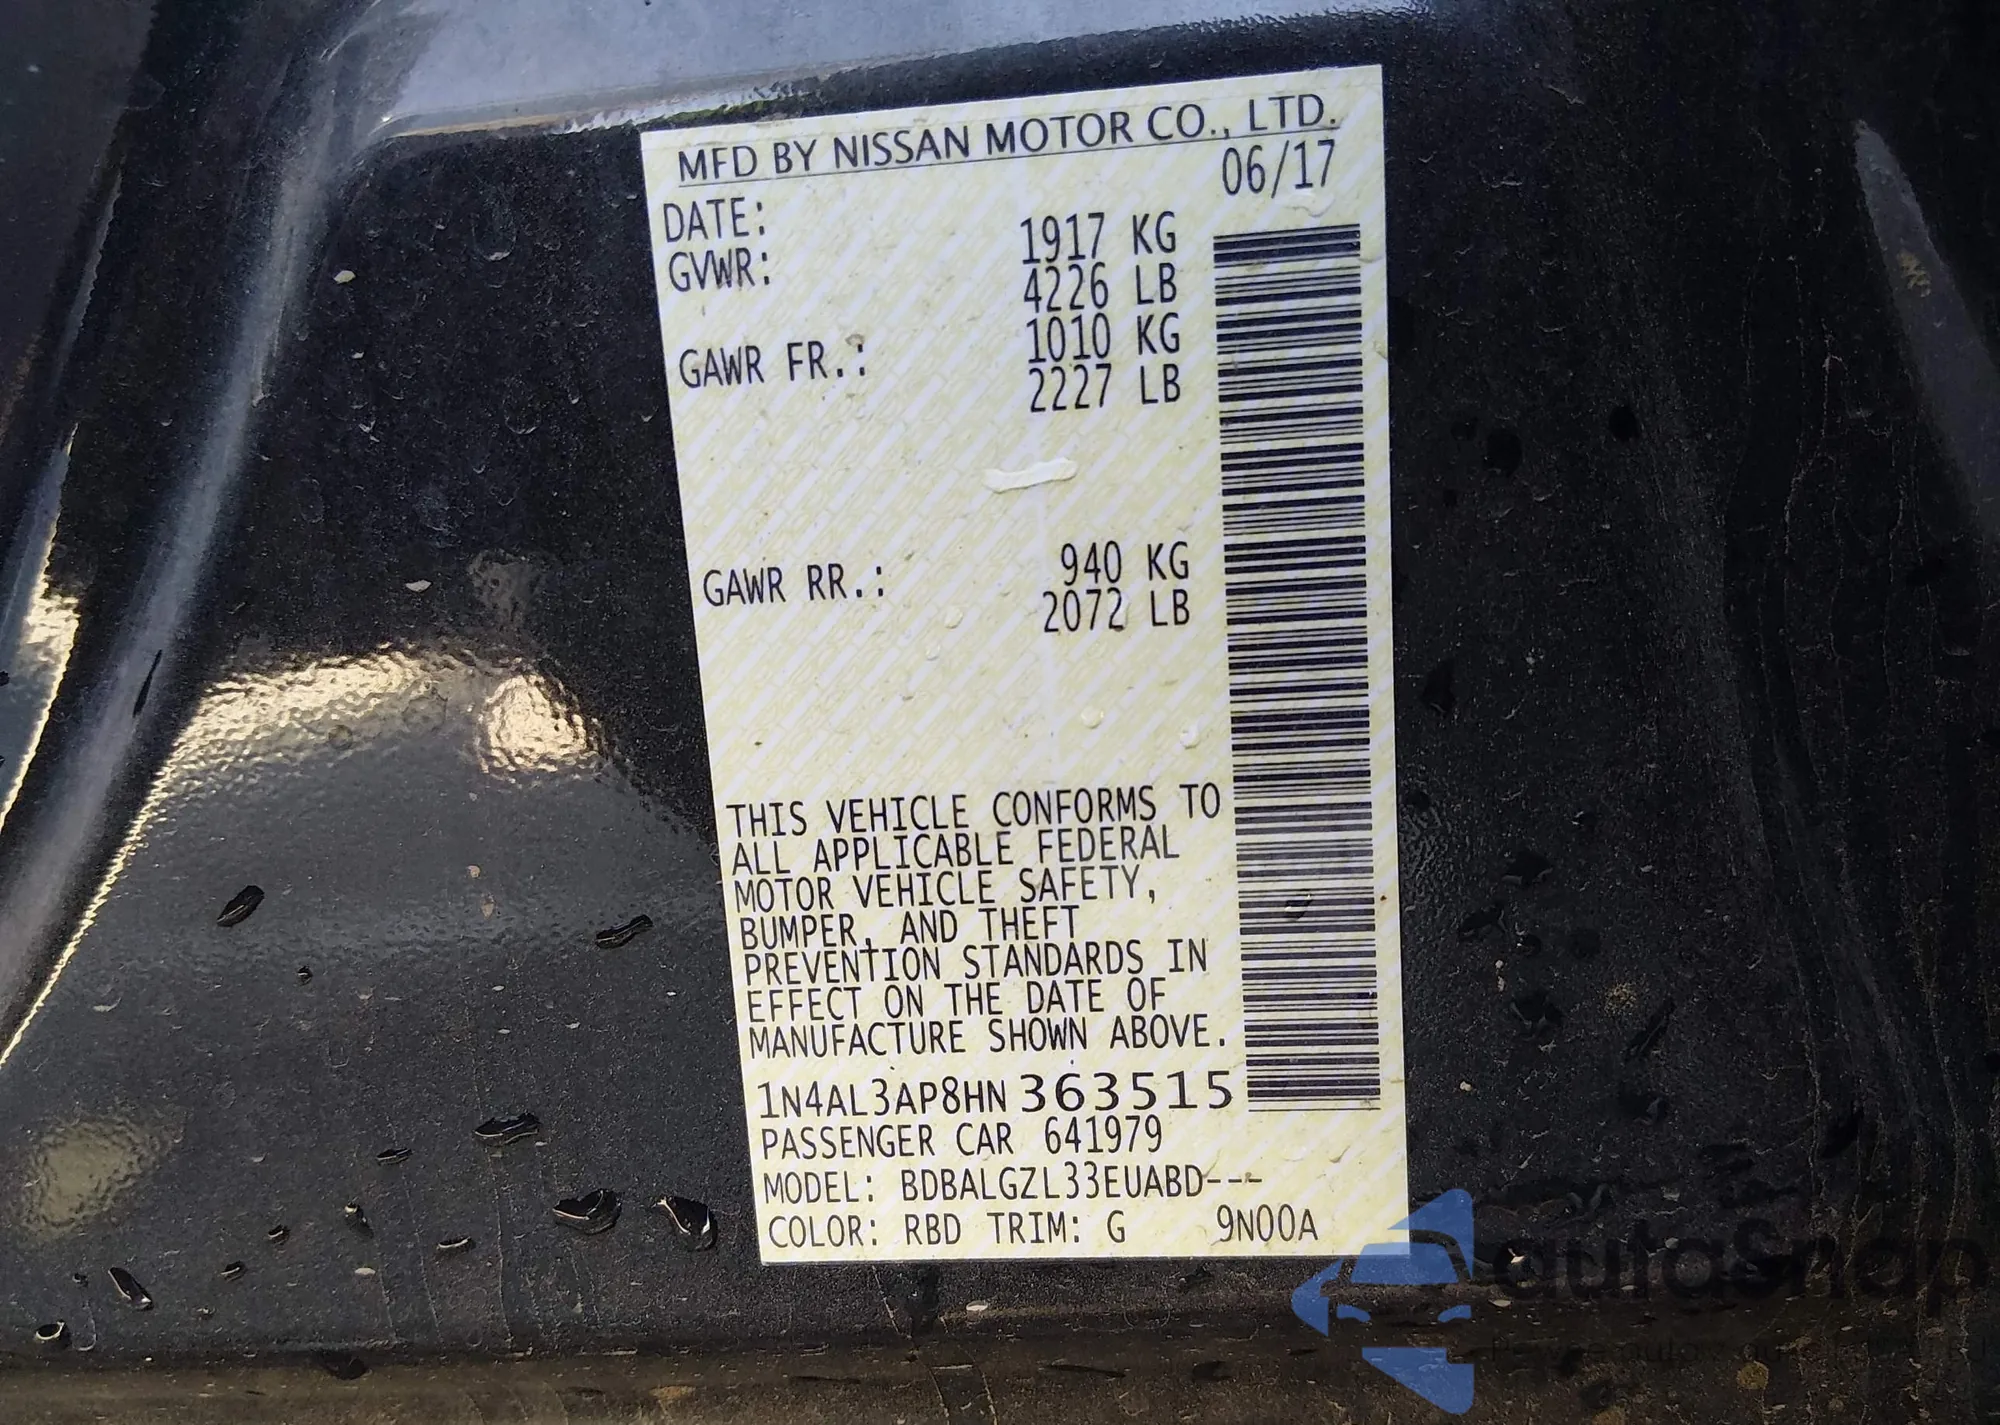 MFD BY NISSAN MOTOR CO., LTD.
DATE: 06/17
GVWR: 1917 KG
4226 LB
GAWR FR.: 1010 KG
2227 LB
GAWR RR.: 940 KG
2072 LB
THIS VEHICLE CONFORMS TO
ALL APPLICABLE FEDERAL
MOTOR VEHICLE SAFETY,
BUMPER, AND THEFT
PREVENTION STANDARDS IN
EFFECT ON THE DATE OF
MANUFACTURE SHOWN ABOVE.
1N4AL3AP8HN363515
PASSENGER CAR 641979
MODEL: BDBALGZL33EUABD---
COLOR: RBD TRIM: G 9N00A
autosnap